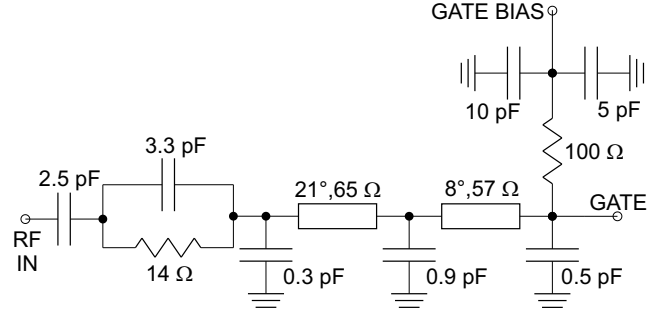 GATE BIAS
10 pF
5 pF
3.3 pF
100 Ω
2.5 pF
21°,65 Ω
8°,57 Ω
GATE
RF
IN
14 Ω
0.3 pF
0.9 pF
0.5 pF